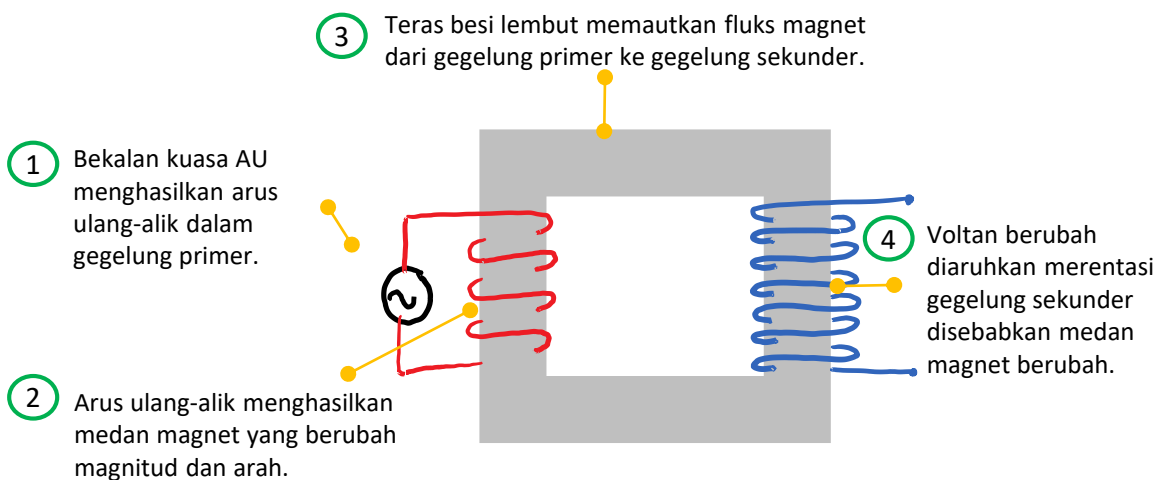 1
Bekalan kuasa AU
menghasilkan arus
ulang-alik dalam
gegelung primer.
2
Arus ulang-alik menghasilkan
medan magnet yang berubah
magnitud dan arah.
3
Teras besi lembut memautkan fluks magnet
dari gegelung primer ke gegelung sekunder.
4
Voltan berubah
diaruhkan merentasi
gegelung sekunder
disebabkan medan
magnet berubah.